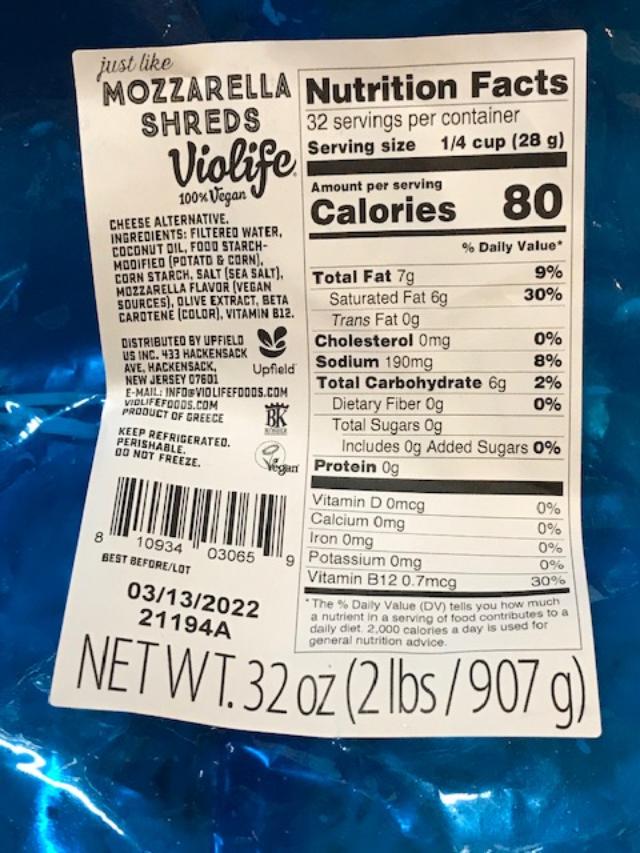 just like
MOZZARELLA
SHREDS
Violife
100% Vegan
CHEESE ALTERNATIVE.
INGREDIENTS: FILTERED WATER,
COCONUT OIL, FOOD STARCH-
MODIFIED (POTATO & CORN),
CORN STARCH, SALT (SEA SALT),
MOZZARELLA FLAVOR (VEGAN
SOURCES), OLIVE EXTRACT, BETA
CAROTENE (COLOR), VITAMIN B12.
DISTRIBUTED BY UPFIELD
US INC. 433 HACKENSACK
AVE, HACKENSACK,
NEW JERSEY 07601
E-MAIL: INFO@VIOLIFEFOODS.COM
VIOLIFEFOODS.COM
PRODUCT OF GREECE
Upfield
BK
KEEP REFRIGERATED.
PERISHABLE.
DO NOT FREEZE.
Vegan
8 10934 03065 9
BEST BEFORE/LOT
03/13/2022
21194A
Nutrition Facts
32 servings per container
Serving size 1/4 cup (28 g)
Amount per serving
Calories 80
% Daily Value*
Total Fat 7g 9%
Saturated Fat 6g 30%
Trans Fat 0g
Cholesterol 0mg 0%
Sodium 190mg 8%
Total Carbohydrate 6g 2%
Dietary Fiber 0g 0%
Total Sugars 0g
Includes 0g Added Sugars 0%
Protein 0g
Vitamin D 0mcg 0%
Calcium 0mg 0%
Iron 0mg 0%
Potassium 0mg 0%
Vitamin B12 0.7mcg 30%
* The % Daily Value (DV) tells you how much
a nutrient in a serving of food contributes to a
daily diet. 2,000 calories a day is used for
general nutrition advice.
NET WT. 32 oz (2 lbs / 907 g)